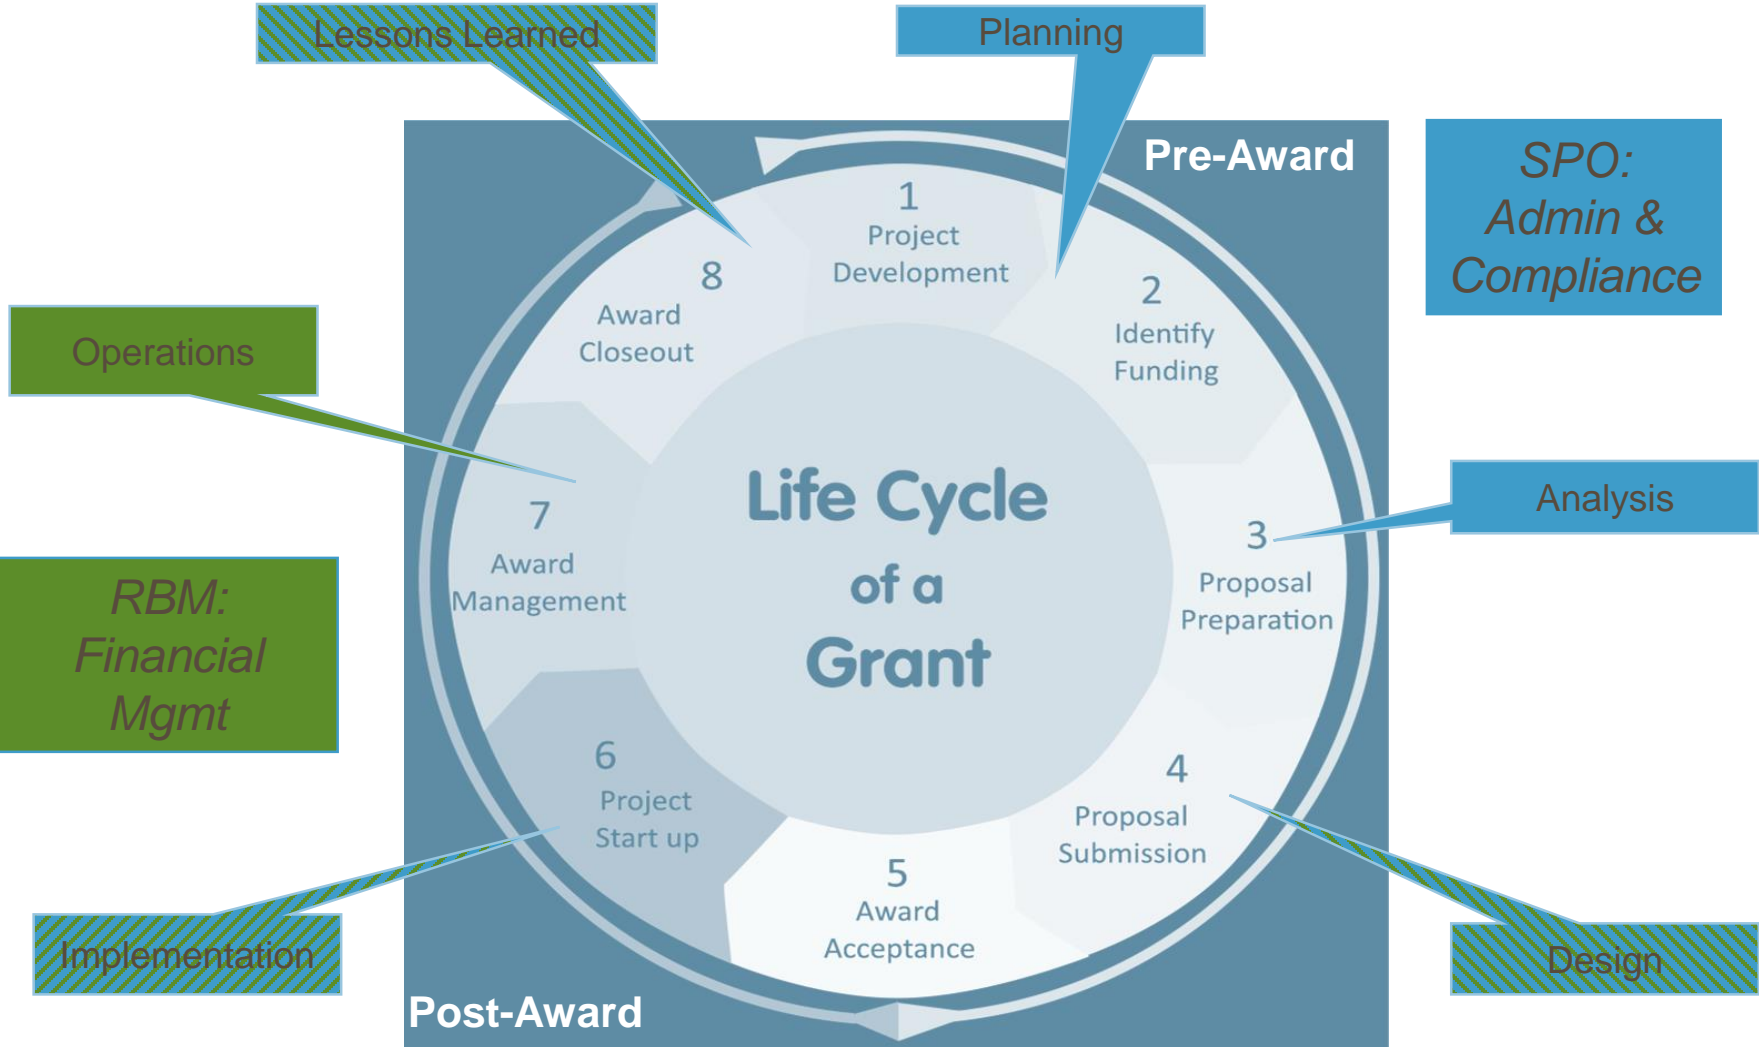 Lessons Learned
Planning
Pre-Award
SPO:
Admin &
Compliance
1
Project
Development
2
Identify
Funding
8
Award
Closeout
Operations
Life Cycle
of a
Grant
Analysis
3
Proposal
Preparation
7
Award
Management
RBM:
Financial
Mgmt
4
Proposal
Submission
6
Project
Start up
5
Award
Acceptance
Implementation
Design
Post-Award